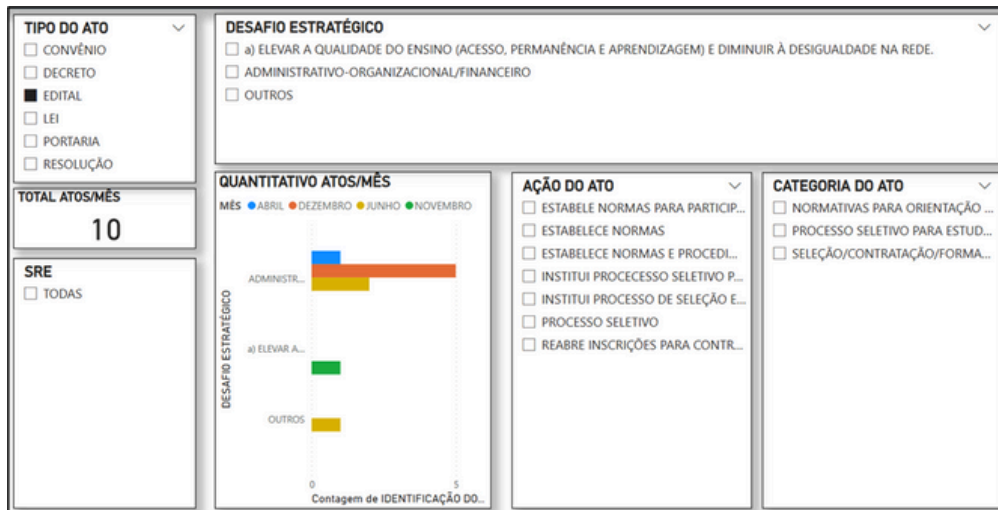 TIPO DO ATO
CONVÊNIO
DECRETO
EDITAL
LEI
PORTARIA
RESOLUÇÃO
TOTAL ATOS/MÊS
10
SRE
TODAS
DESAFIO ESTRATÉGICO
a) ELEVAR A QUALIDADE DO ENSINO (ACESSO, PERMANÊNCIA E APRENDIZAGEM) E DIMINUIR À DESIGUALDADE NA REDE.
ADMINISTRATIVO-ORGANIZACIONAL/FINANCEIRO
OUTROS
QUANTITATIVO ATOS/MÊS
MÊS ABRIL DEZEMBRO JUNHO NOVEMBRO
DESAFIO ESTRATÉGICO
ADMINISTR...
a) ELEVAR A...
OUTROS
0 5
Contagem de IDENTIFICAÇÃO DO...
AÇÃO DO ATO
ESTABELE NORMAS PARA PARTICIP...
ESTABELECE NORMAS
ESTABELECE NORMAS E PROCEDI...
INSTITUI PROCECESSO SELETIVO P...
INSTITUI PROCESSO DE SELEÇÃO E...
PROCESSO SELETIVO
REABRE INSCRIÇÕES PARA CONTR...
CATEGORIA DO ATO
NORMATIVAS PARA ORIENTAÇÃO ...
PROCESSO SELETIVO PARA ESTUD...
SELEÇÃO/CONTRATAÇÃO/FORMA...